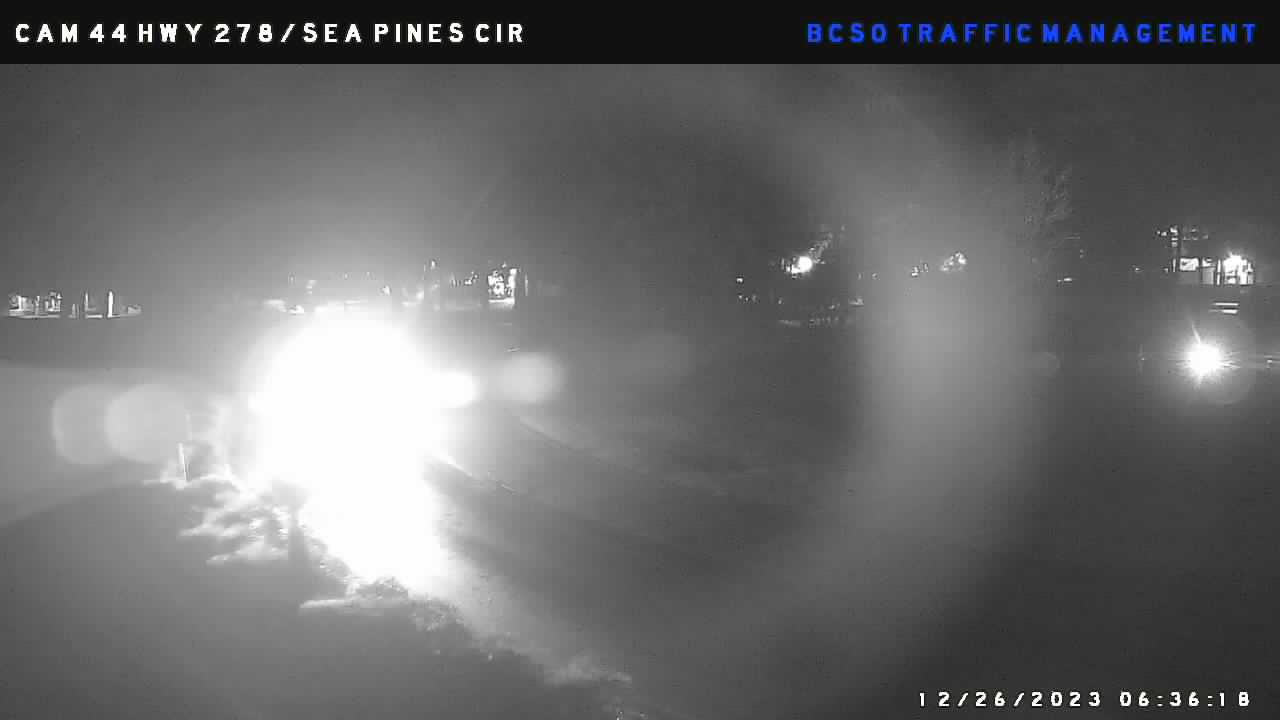 CAM 44 HWY 278/SEA PINES CIR
BCSO TRAFFIC MANAGEMENT
12/26/2023 06:36:18